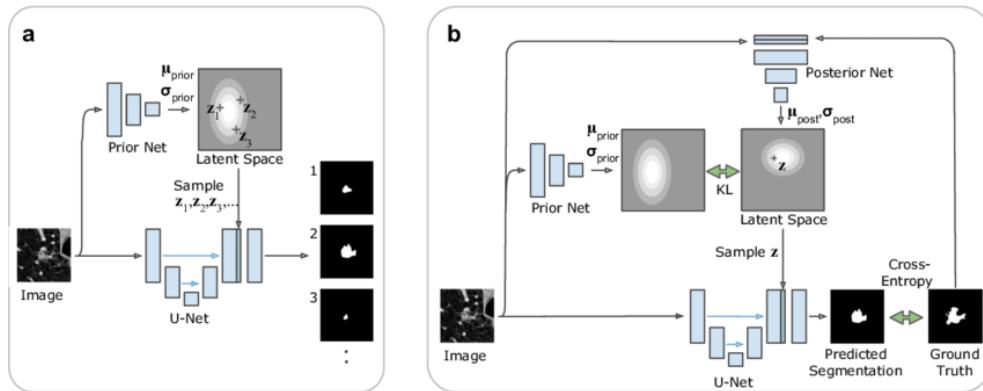 a
μprior
σprior
z1
z2
z3
Prior Net
Latent Space
Sample
z1,z2,z3,...
1
2
3
Image
U-Net
b
Posterior Net
μpost,σpost
μprior
σprior
z
KL
Prior Net
Latent Space
Sample z
Cross-
Entropy
Image
U-Net
Predicted
Segmentation
Ground
Truth